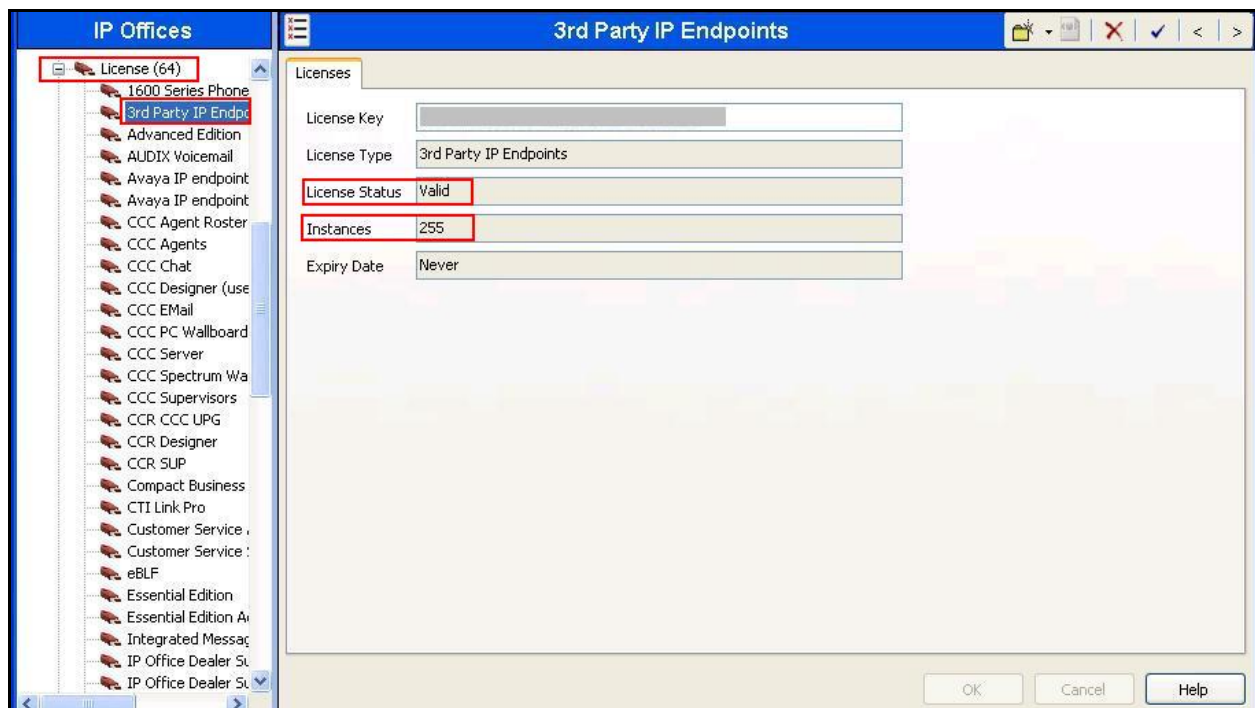 IP Offices
License (64)
1600 Series Phone
3rd Party IP Endpo
Advanced Edition
AUDIX Voicemail
Avaya IP endpoint
Avaya IP endpoint
CCC Agent Roster
CCC Agents
CCC Chat
CCC Designer (use
CCC EMail
CCC PC Wallboard
CCC Server
CCC Spectrum Wa
CCC Supervisors
CCR CCC UPG
CCR Designer
CCR SUP
Compact Business
CTI Link Pro
Customer Service
Customer Service
eBLF
Essential Edition
Essential Edition A
Integrated Messag
IP Office Dealer Su
IP Office Dealer Su
3rd Party IP Endpoints
Licenses
License Key
License Type 3rd Party IP Endpoints
License Status Valid
Instances 255
Expiry Date Never
OK Cancel Help